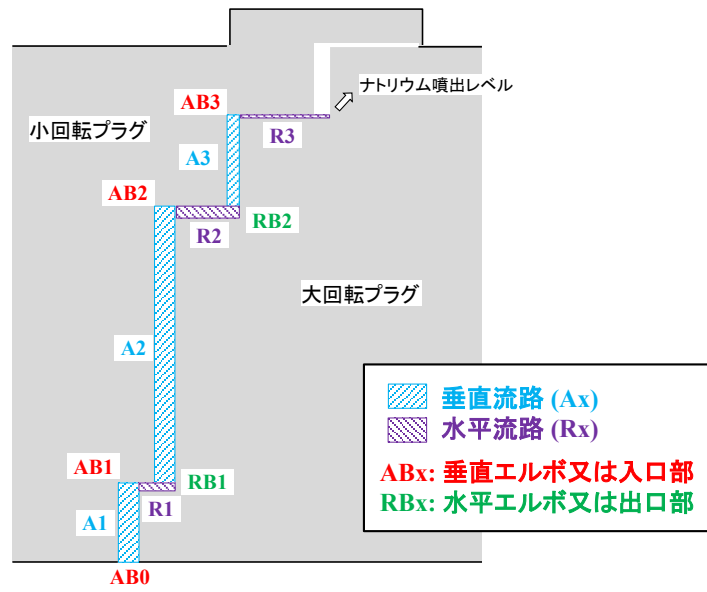 ナトリウム噴出レベル
AB3
小回転プラグ
R3
A3
AB2
R2
RB2
大回転プラグ
A2
垂直流路 (Ax)
水平流路 (Rx)
AB1
RB1
ABx: 垂直エルボ又は入口部
R1
RBx: 水平エルボ又は出口部
A1
AB0